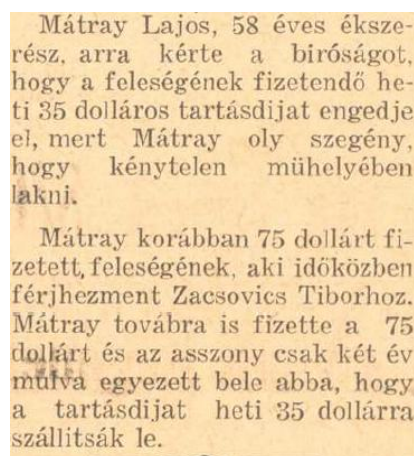 Mátray Lajos, 58 éves éksze-
rész, arra kérte a biróságot,
hogy a feleségének fizetendő he-
ti 35 dolláros tartásdijat engedje
el, mert Mátray oly szegény,
hogy kénytelen mühelyében
lakni.
Mátray korábban 75 dollárt fi-
zetett, feleségének, aki időközben
férjhezment Zacsovics Tiborhoz.
Mátray továbra is fizette a 75
dollárt és az asszony csak két év
mulva egyezett bele abba, hogy
a tartásdijat heti 35 dollárra
szállitsák le.